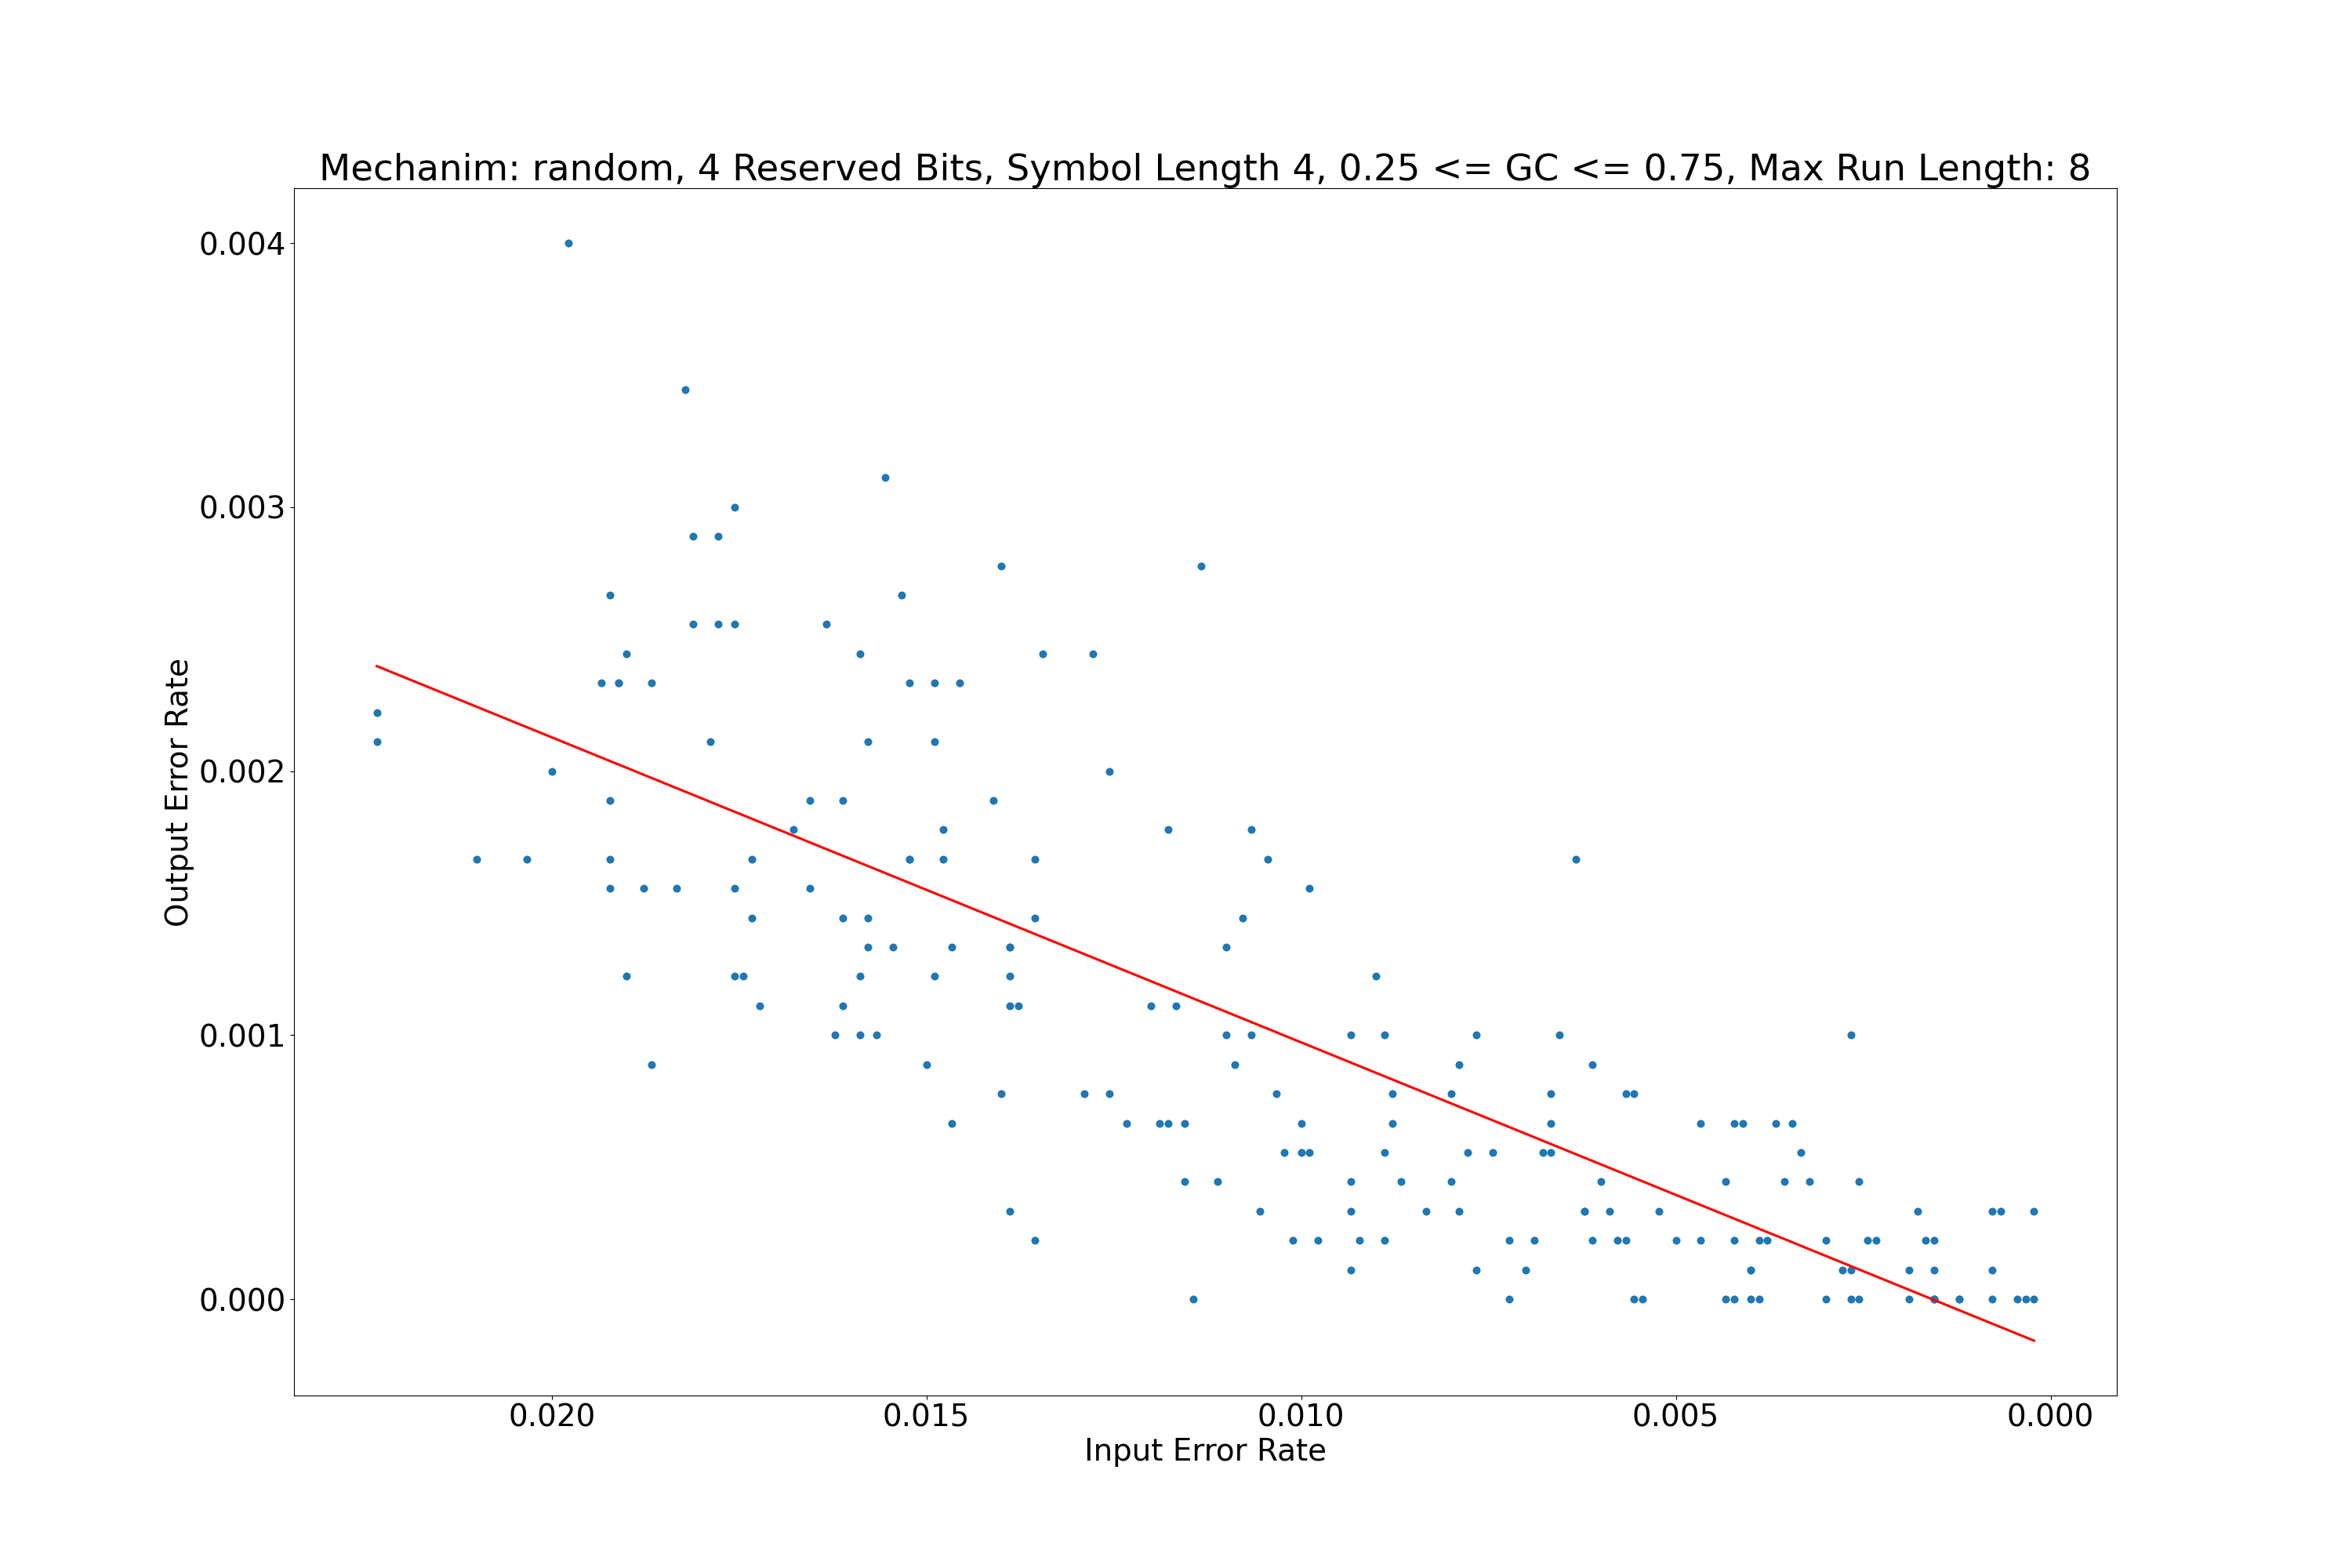 Mechanim: random, 4 Reserved Bits, Symbol Length 4, 0.25 <= GC <= 0.75, Max Run Length: 8
0.004
0.003
0.002
0.001
0.000
Output Error Rate
0.020 0.015 0.010 0.005 0.000
Input Error Rate